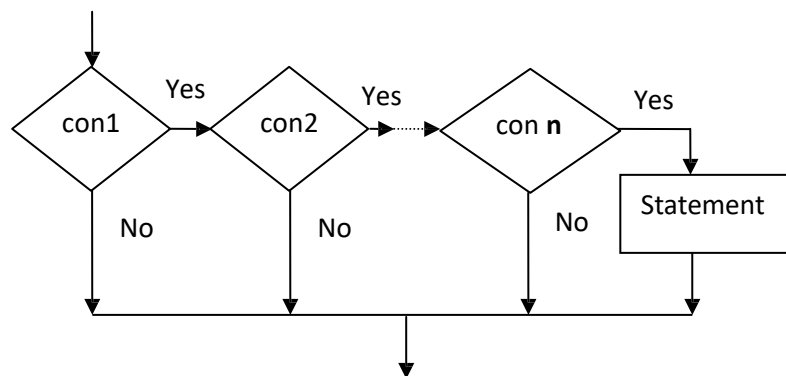 Yes
con1
Yes
con2
Yes
con n
Statement
No
No
No